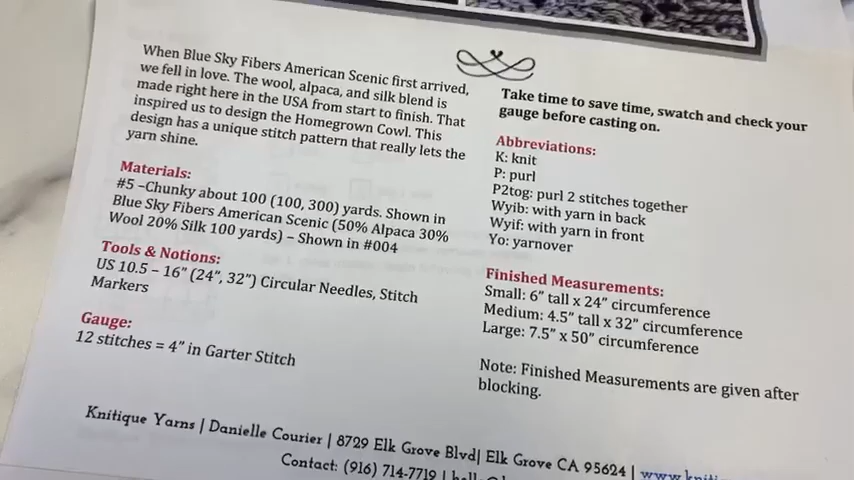 When Blue Sky Fibers American Scenic first arrived,
we fell in love. The wool, alpaca, and silk blend is
made right here in the USA from start to finish. That
inspired us to design the Homegrown Cowl. This
design has a unique stitch pattern that really lets the
yarn shine.
Materials:
#5 –Chunky about 100 (100, 300) yards. Shown in
Blue Sky Fibers American Scenic (50% Alpaca 30%
Wool 20% Silk 100 yards) – Shown in #004
Tools & Notions:
US 10.5 – 16” (24”, 32”) Circular Needles, Stitch
Markers
Gauge:
12 stitches = 4” in Garter Stitch
Take time to save time, swatch and check your
gauge before casting on.
Abbreviations:
K: knit
P: purl
P2tog: purl 2 stitches together
Wyib: with yarn in back
Wyif: with yarn in front
Yo: yarnover
Finished Measurements:
Small: 6” tall x 24” circumference
Medium: 4.5” tall x 32” circumference
Large: 7.5” x 50” circumference
Note: Finished Measurements are given after
blocking.
Knitique Yarns | Danielle Courier | 8729 Elk Grove Blvd| Elk Grove CA 95624 |
Contact: (916) 714-7719 |